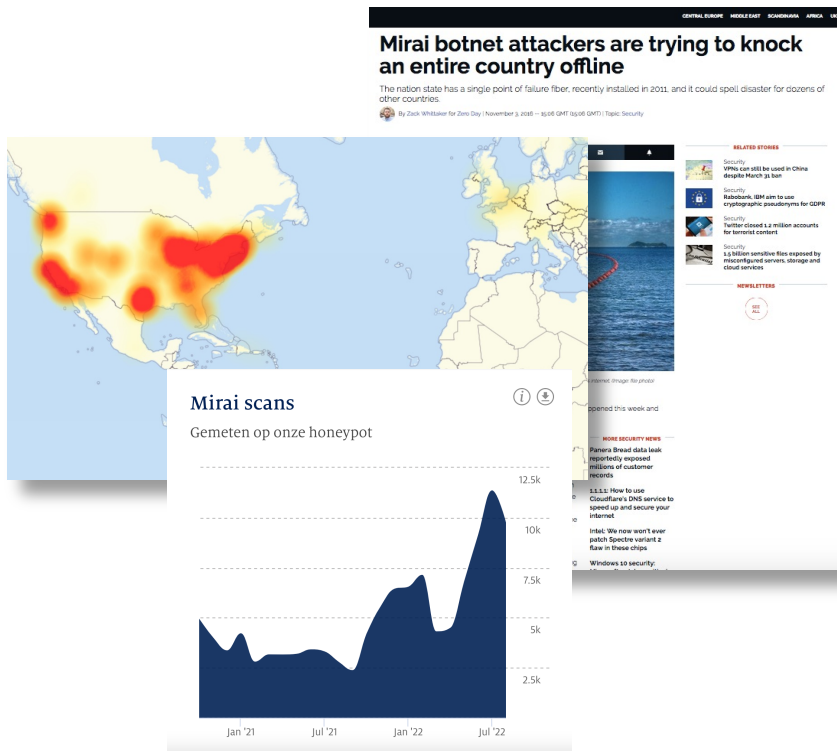 CENTRAL EUROPE MIDDLE EAST SCANDINAVIA AFRICA UK
Mirai botnet attackers are trying to knock
an entire country offline
The nation state has a single point of failure fiber, recently installed in 2011, and it could spell disaster for dozens of
other countries.
By Zack Whittaker for Zero Day | November 3, 2016 -- 15:06 GMT (15:06 GMT) | Topic: Security
RELATED STORIES
Security
VPNs can still be used in China
despite March 31 ban
Security
Rabobank, IBM aim to use
cryptographic pseudonyms for GDPR
Security
Twitter closed 1.2 million accounts
for terrorist content
Security
1.5 billion sensitive files exposed by
misconfigured servers, storage and
cloud services
NEWSLETTERS
SEE
ALL
internet. (Image: file photo)
ppened this week and
MORE SECURITY NEWS
Panera Bread data leak
reportedly exposed
millions of customer
records
1.1.1.1: How to use
Cloudflare's DNS service to
speed up and secure your
internet
Intel: We now won't ever
patch Spectre variant 2
flaw in these chips
Windows 10 security:
Mirai scans
Gemeten op onze honeypot
12.5k
10k
7.5k
5k
2.5k
Jan '21
Jul '21
Jan '22
Jul '22